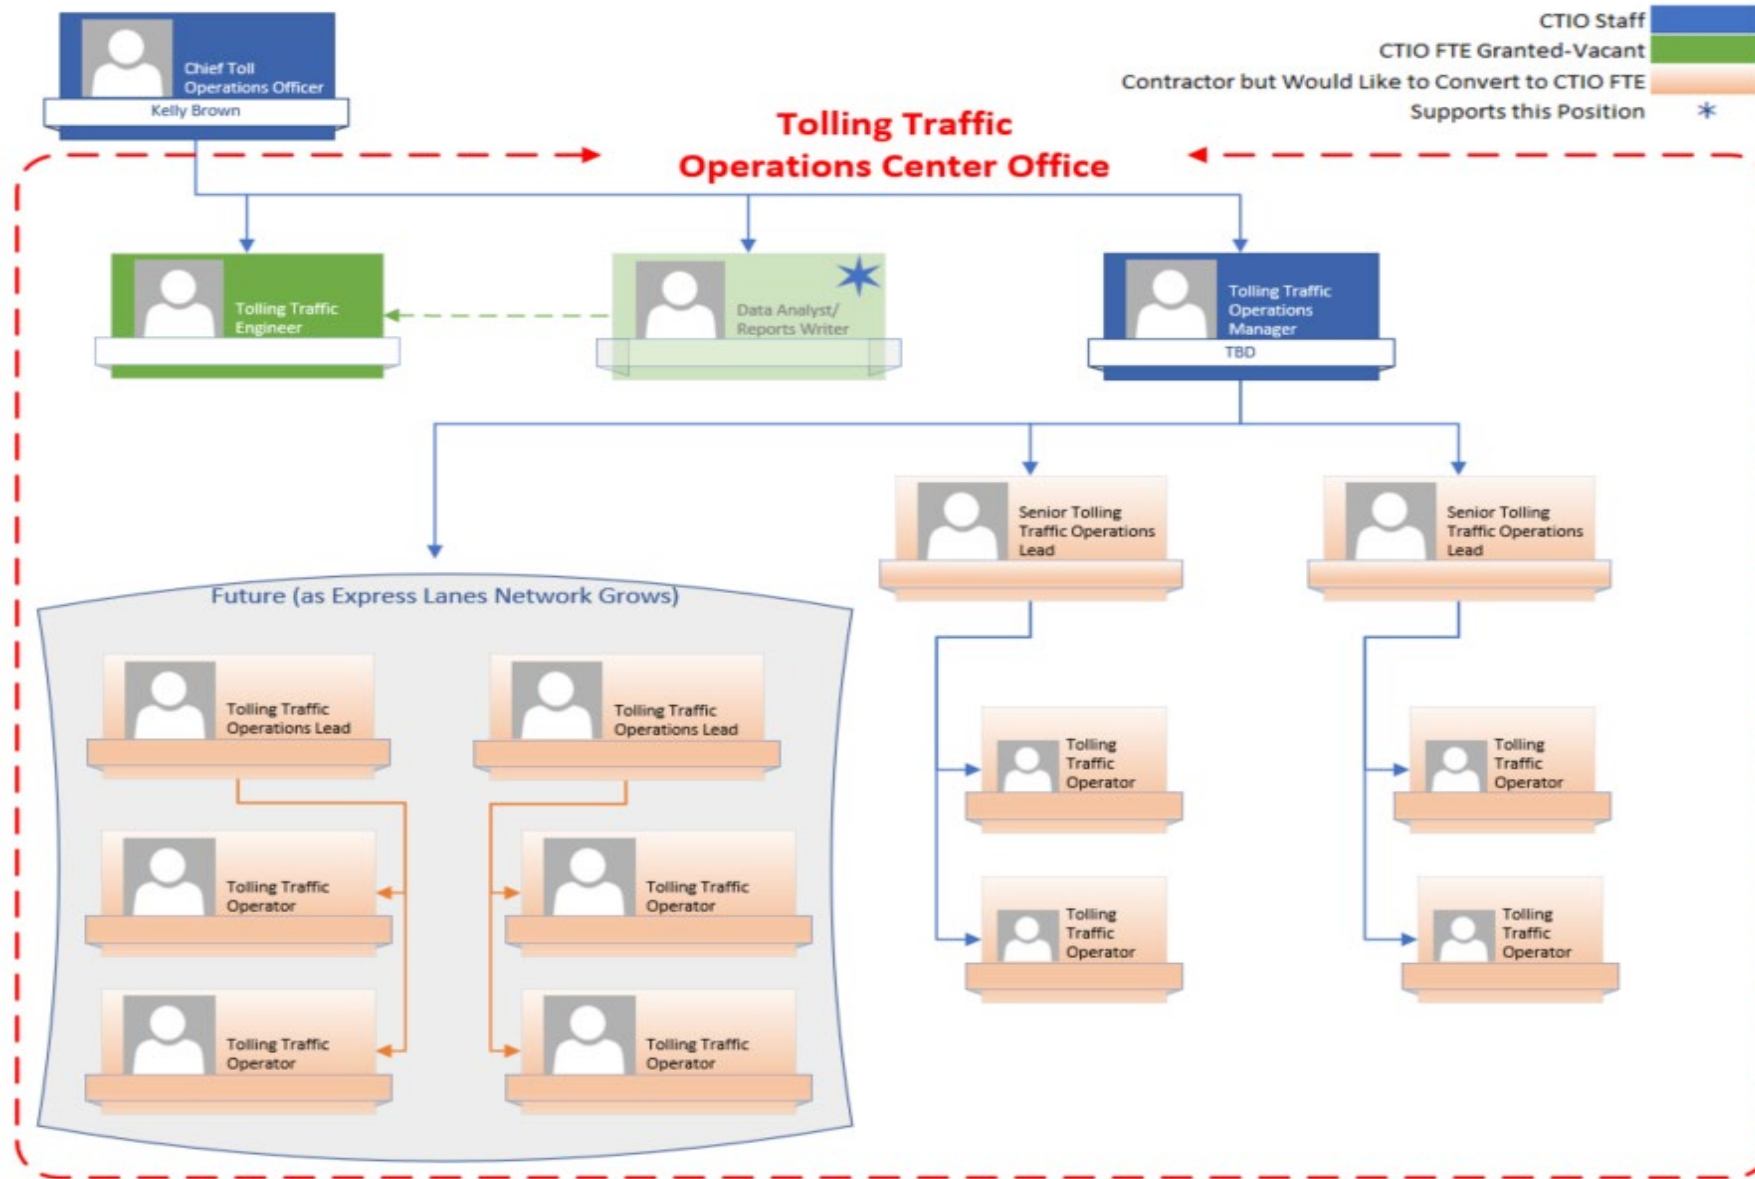 CTIO Staff
CTIO FTE Granted-Vacant
Contractor but Would Like to Convert to CTIO FTE
Supports this Position
Chief Toll
Operations Officer
Kelly Brown
Tolling Traffic
Operations Center Office
Tolling Traffic
Engineer
Data Analyst/
Reports Writer
Tolling Traffic
Operations
Manager
TBD
Senior Tolling
Traffic Operations
Lead
Senior Tolling
Traffic Operations
Lead
Future (as Express Lanes Network Grows)
Tolling Traffic
Operations Lead
Tolling Traffic
Operations Lead
Tolling
Traffic
Operator
Tolling
Traffic
Operator
Tolling Traffic
Operator
Tolling Traffic
Operator
Tolling
Traffic
Operator
Tolling
Traffic
Operator
Tolling Traffic
Operator
Tolling Traffic
Operator